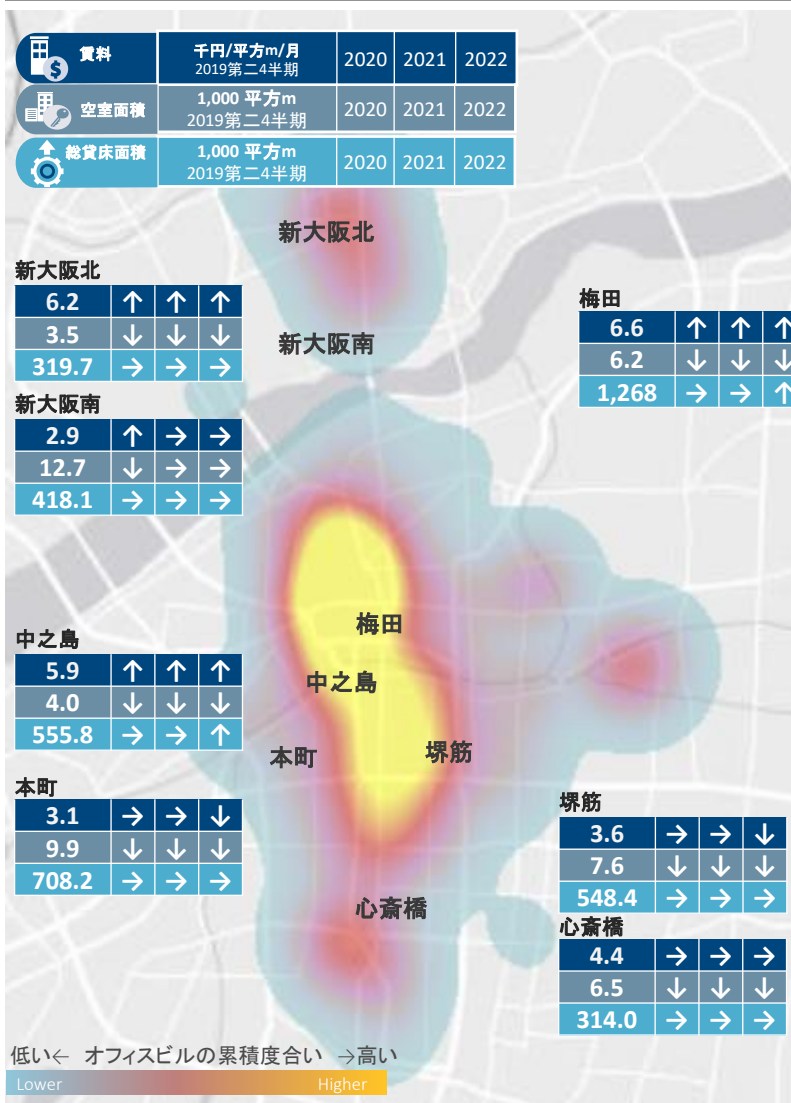 賃料 千円/平方m/月 2019第二4半期 2020 2021 2022
空室面積 1,000 平方m 2019第二4半期 2020 2021 2022
総貸床面積 1,000 平方m 2019第二4半期 2020 2021 2022
新大阪北
新大阪北
6.2 ↑ ↑ ↑
3.5 ↓ ↓ ↓
319.7 → → →
新大阪南
梅田
6.6 ↑ ↑ ↑
6.2 ↓ ↓ ↓
1,268 → → ↑
新大阪南
2.9 ↑ → →
12.7 ↓ → →
418.1 → → →
梅田
中之島
中之島
5.9 ↑ ↑ ↑
4.0 ↓ ↓ ↓
555.8 → → ↑
本町
堺筋
本町
3.1 → → ↓
9.9 ↓ ↓ ↓
708.2 → → →
堺筋
3.6 → → ↓
7.6 ↓ ↓ ↓
548.4 → → →
心斎橋
心斎橋
4.4 → → →
6.5 ↓ ↓ ↓
314.0 → → →
低い← オフィスビルの累積度合い →高い
Lower Higher